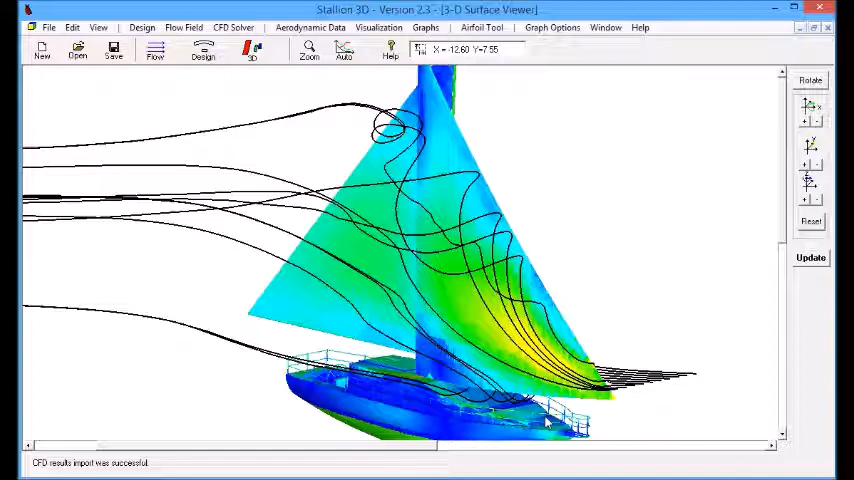 Stallion 3D - Version 2.3 - [3-D Surface Viewer]
File Edit View Design Flow Field CFD Solver Aerodynamic Data Visualization Graphs Airfoil Tool Graph Options Window Help
New Open Save Flow Design 3D Zoom Auto Help X = -12.60 Y=7.55
Rotate
X
+ -
Y
+ -
Z
+ -
Reset
Update
CFD results import was successful.